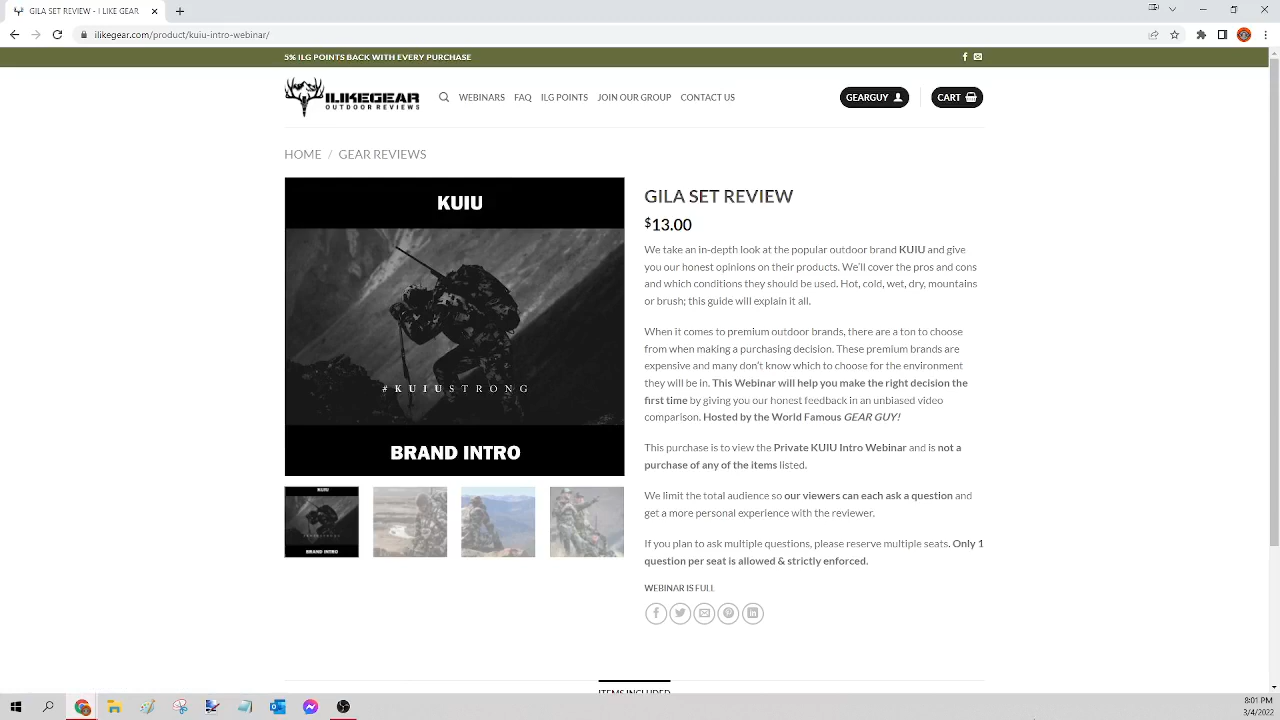 ILIKEGEAR.com
GILA SET REVIEW
ilikegearmembers.com/product/kuiu-intro-webinar/
5% ILG POINTS BACK WITH EVERY PURCHASE
ILIKEGEAR
OUTDOOR REVIEWS
WEBINARS FAQ ILG POINTS JOIN OUR GROUP CONTACT US
GEARGUY CART
HOME / GEAR REVIEWS
KUIU
#KUIUSTRONG
BRAND INTRO
KUIU
BRAND INTRO
GILA SET REVIEW
$13.00
We take an in-depth look at the popular outdoor brand KUIU and give
you our honest opinions on their products. We'll cover the pros and cons
and which conditions they should be used. Hot, cold, wet, dry, mountains
or brush; this guide will explain it all.
When it comes to premium outdoor brands, there are a ton to choose
from when making a purchasing decision. These premium brands are
expensive and many don't know which to choose for the environment
they will be in. This Webinar will help you make the right decision the
first time by giving you our honest feedback in an unbiased video
comparison. Hosted by the World Famous GEAR GUY!
This purchase is to view the Private KUIU Intro Webinar and is not a
purchase of any of the items listed.
We limit the total audience so our viewers can each ask a question and
get a more personal experience with the reviewer.
If you plan to ask multiple questions, please reserve multiple seats. Only 1
question per seat is allowed & strictly enforced.
WEBINAR IS FULL
ITEMS INCLUDED
8:01 PM
3/4/2022